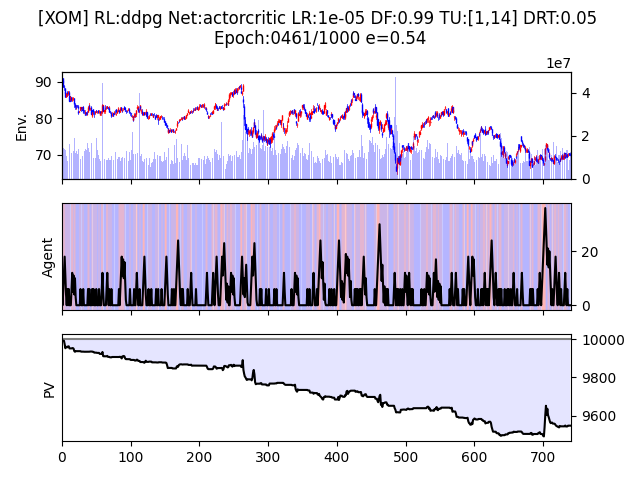 [XOM] RL:ddpg Net:actorcritic LR:1e-05 DF:0.99 TU:[1,14] DRT:0.05
Epoch:0461/1000 e=0.54
1e7
90
80
70
Env.
4
2
0
Agent
20
0
PV
10000
9800
9600
0 100 200 300 400 500 600 700